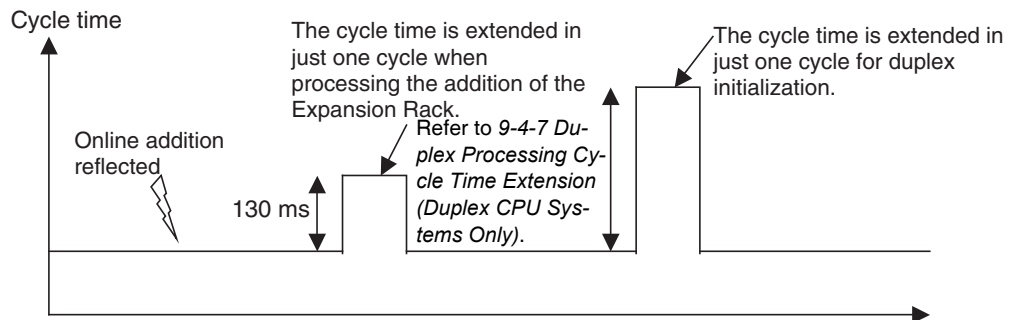 Cycle time
The cycle time is extended in
just one cycle when
processing the addition of the
Expansion Rack.
The cycle time is extended in
just one cycle for duplex
initialization.
Online addition
reflected
Refer to 9-4-7 Du-
plex Processing Cy-
cle Time Extension
(Duplex CPU Sys-
tems Only).
130 ms